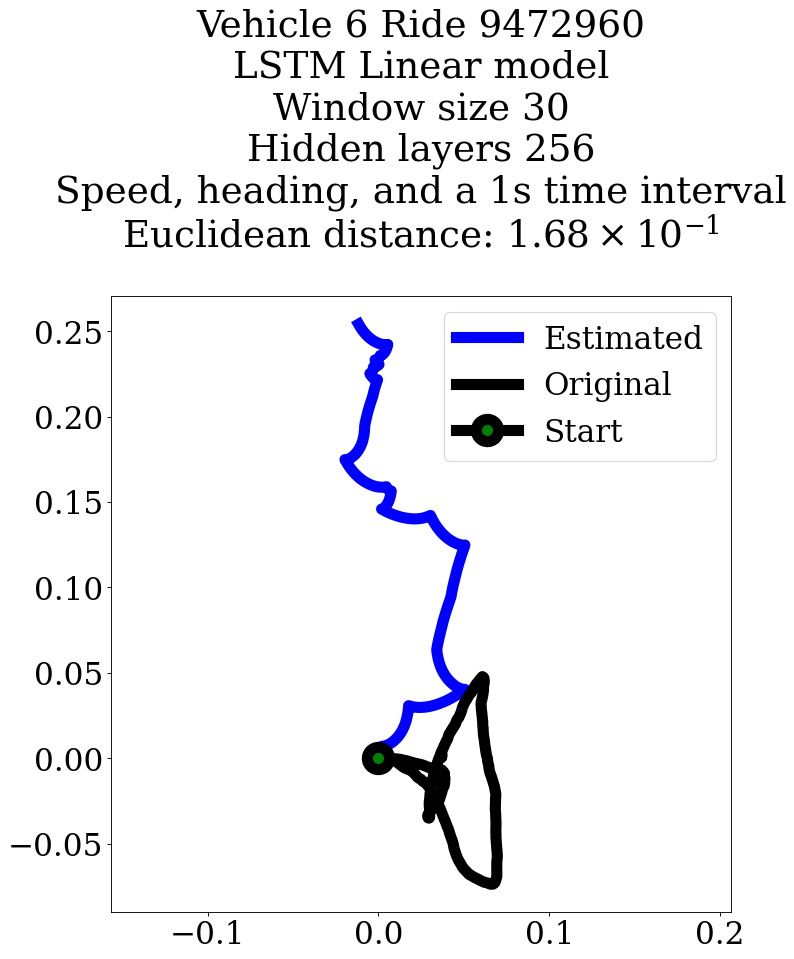 Vehicle 6 Ride 9472960
LSTM Linear model
Window size 30
Hidden layers 256
Speed, heading, and a 1s time interval
Euclidean distance: 1.68 × 10⁻¹
Estimated
Original
Start
0.25
0.20
0.15
0.10
0.05
0.00
−0.05
−0.1
0.0
0.1
0.2